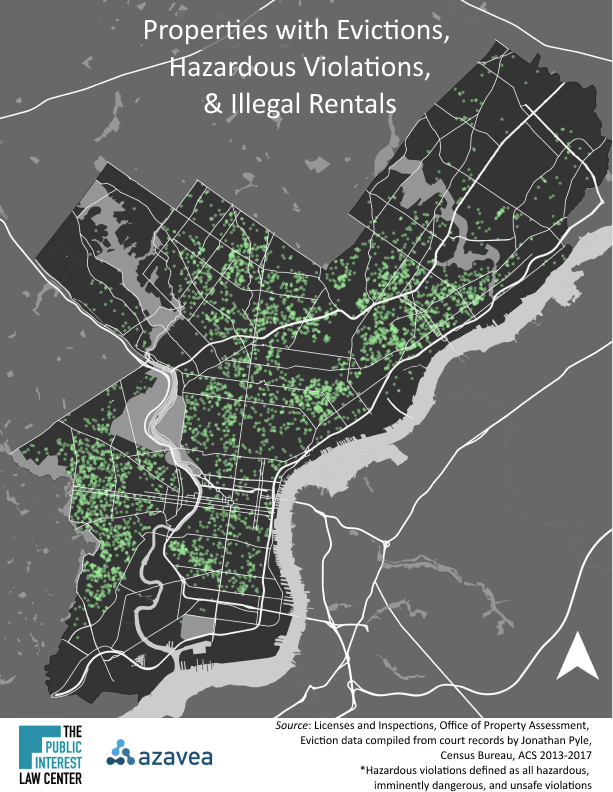 Properties with Evictions,
Hazardous Violations,
& Illegal Rentals
THE
PUBLIC
INTEREST
LAW CENTER
azavea
Source: Licenses and Inspections, Office of Property Assessment,
Eviction data compiled from court records by Jonathan Pyle,
Census Bureau, ACS 2013-2017
*Hazardous violations defined as all hazardous,
imminently dangerous, and unsafe violations